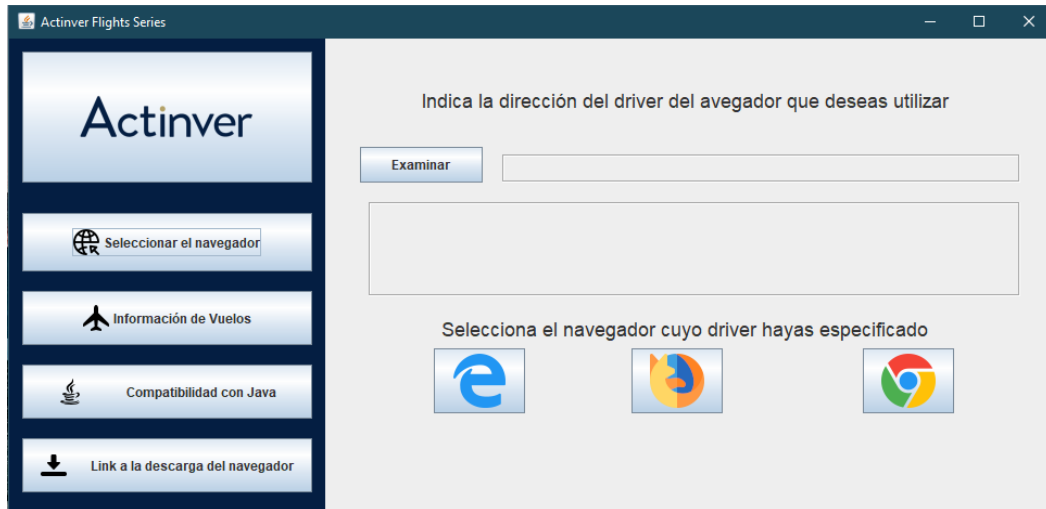 Actinver Flights Series
Actinver
Seleccionar el navegador
Información de Vuelos
Compatibilidad con Java
Link a la descarga del navegador
Indica la dirección del driver del avegador que deseas utilizar
Examinar
Selecciona el navegador cuyo driver hayas especificado